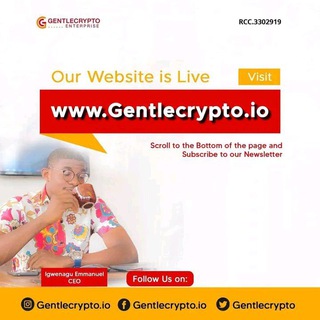 GENTLECRYPTO
ENTERPRISE
RCC.3302919
Our Website is Live
Visit
www.Gentlecrypto.io
Scroll to the Bottom of the page and
Subscribe to our Newsletter
Igwenagu Emmanuel
CEO
Follow Us on:
Gentlecrypto.io
Gentlecrypto.io
Gentlecrypto.io